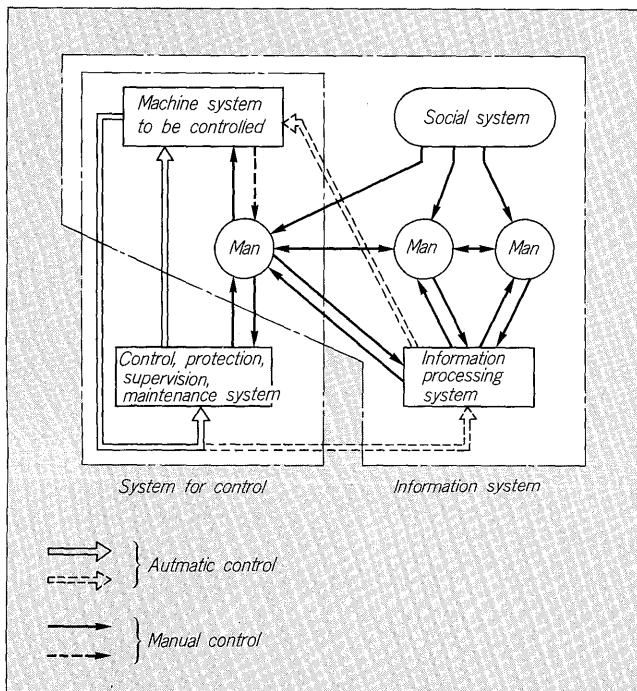 Machine system
to be controlled
Social system
Man
Man
Man
Control, protection,
supervision,
maintenance system
Information
processing
system
System for control
Information system
Autmatic control
Manual control